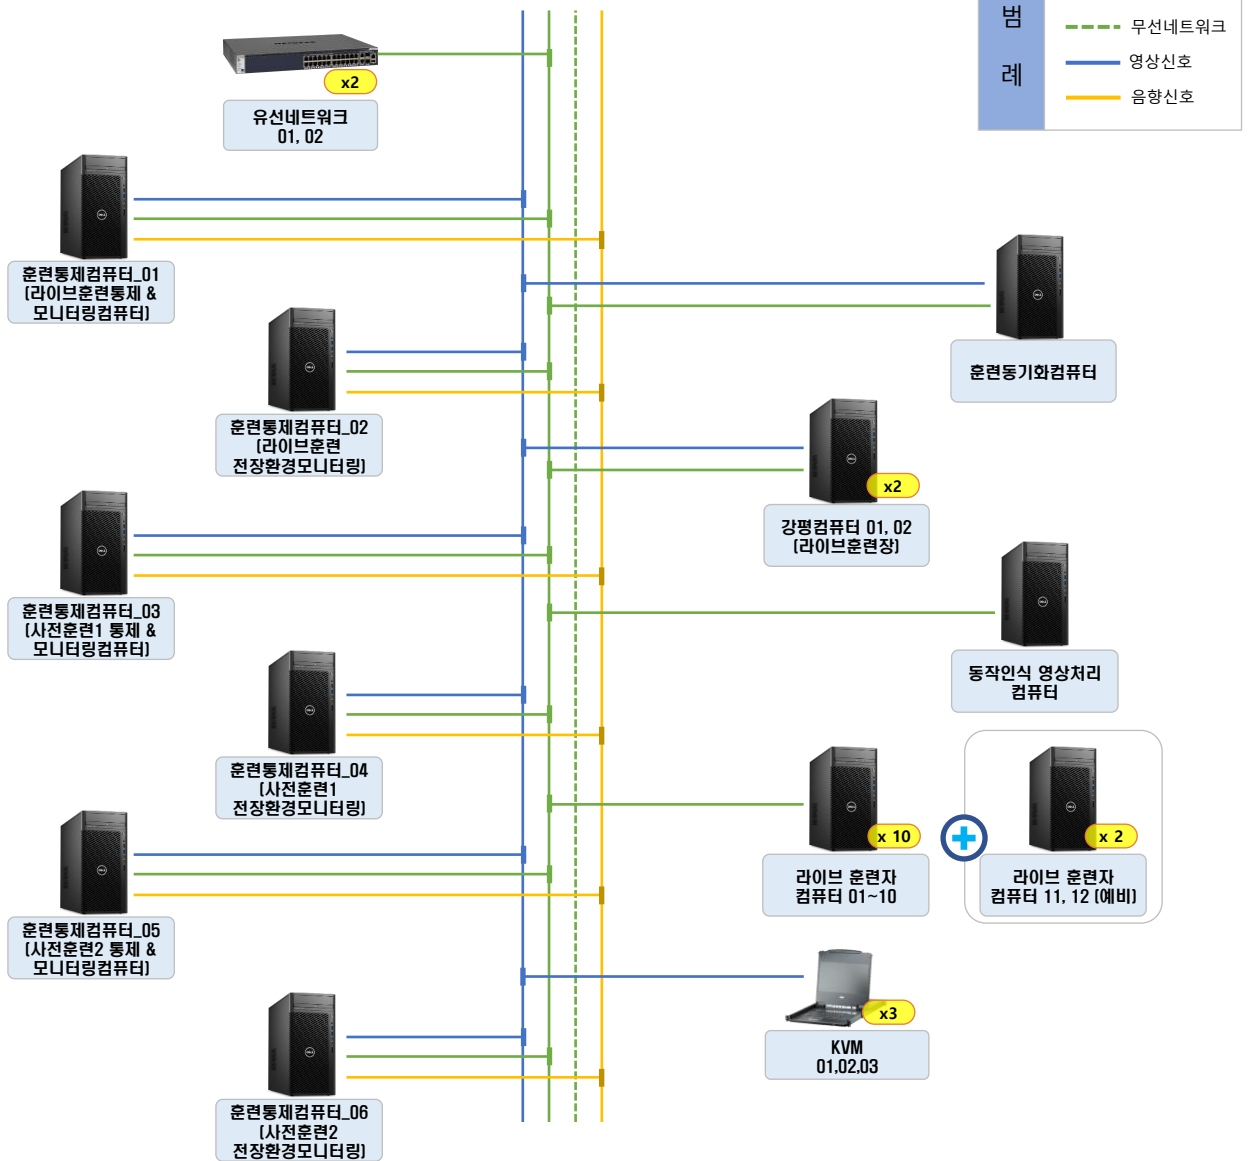 범
례
무선네트워크
영상신호
음향신호
x2
유선네트워크
01, 02
훈련통제컴퓨터_01
(라이브훈련통제 &
모니터링컴퓨터)
훈련동기화컴퓨터
훈련통제컴퓨터_02
(라이브훈련
전장환경모니터링)
x2
강평컴퓨터 01, 02
(라이브훈련장)
훈련통제컴퓨터_03
(사전훈련1 통제 &
모니터링컴퓨터)
동작인식 영상처리
컴퓨터
훈련통제컴퓨터_04
(사전훈련1
전장환경모니터링)
x 10
라이브 훈련자
컴퓨터 01~10
x 2
라이브 훈련자
컴퓨터 11, 12 (예비)
훈련통제컴퓨터_05
(사전훈련2 통제 &
모니터링컴퓨터)
x3
KVM
01,02,03
훈련통제컴퓨터_06
(사전훈련2
전장환경모니터링)